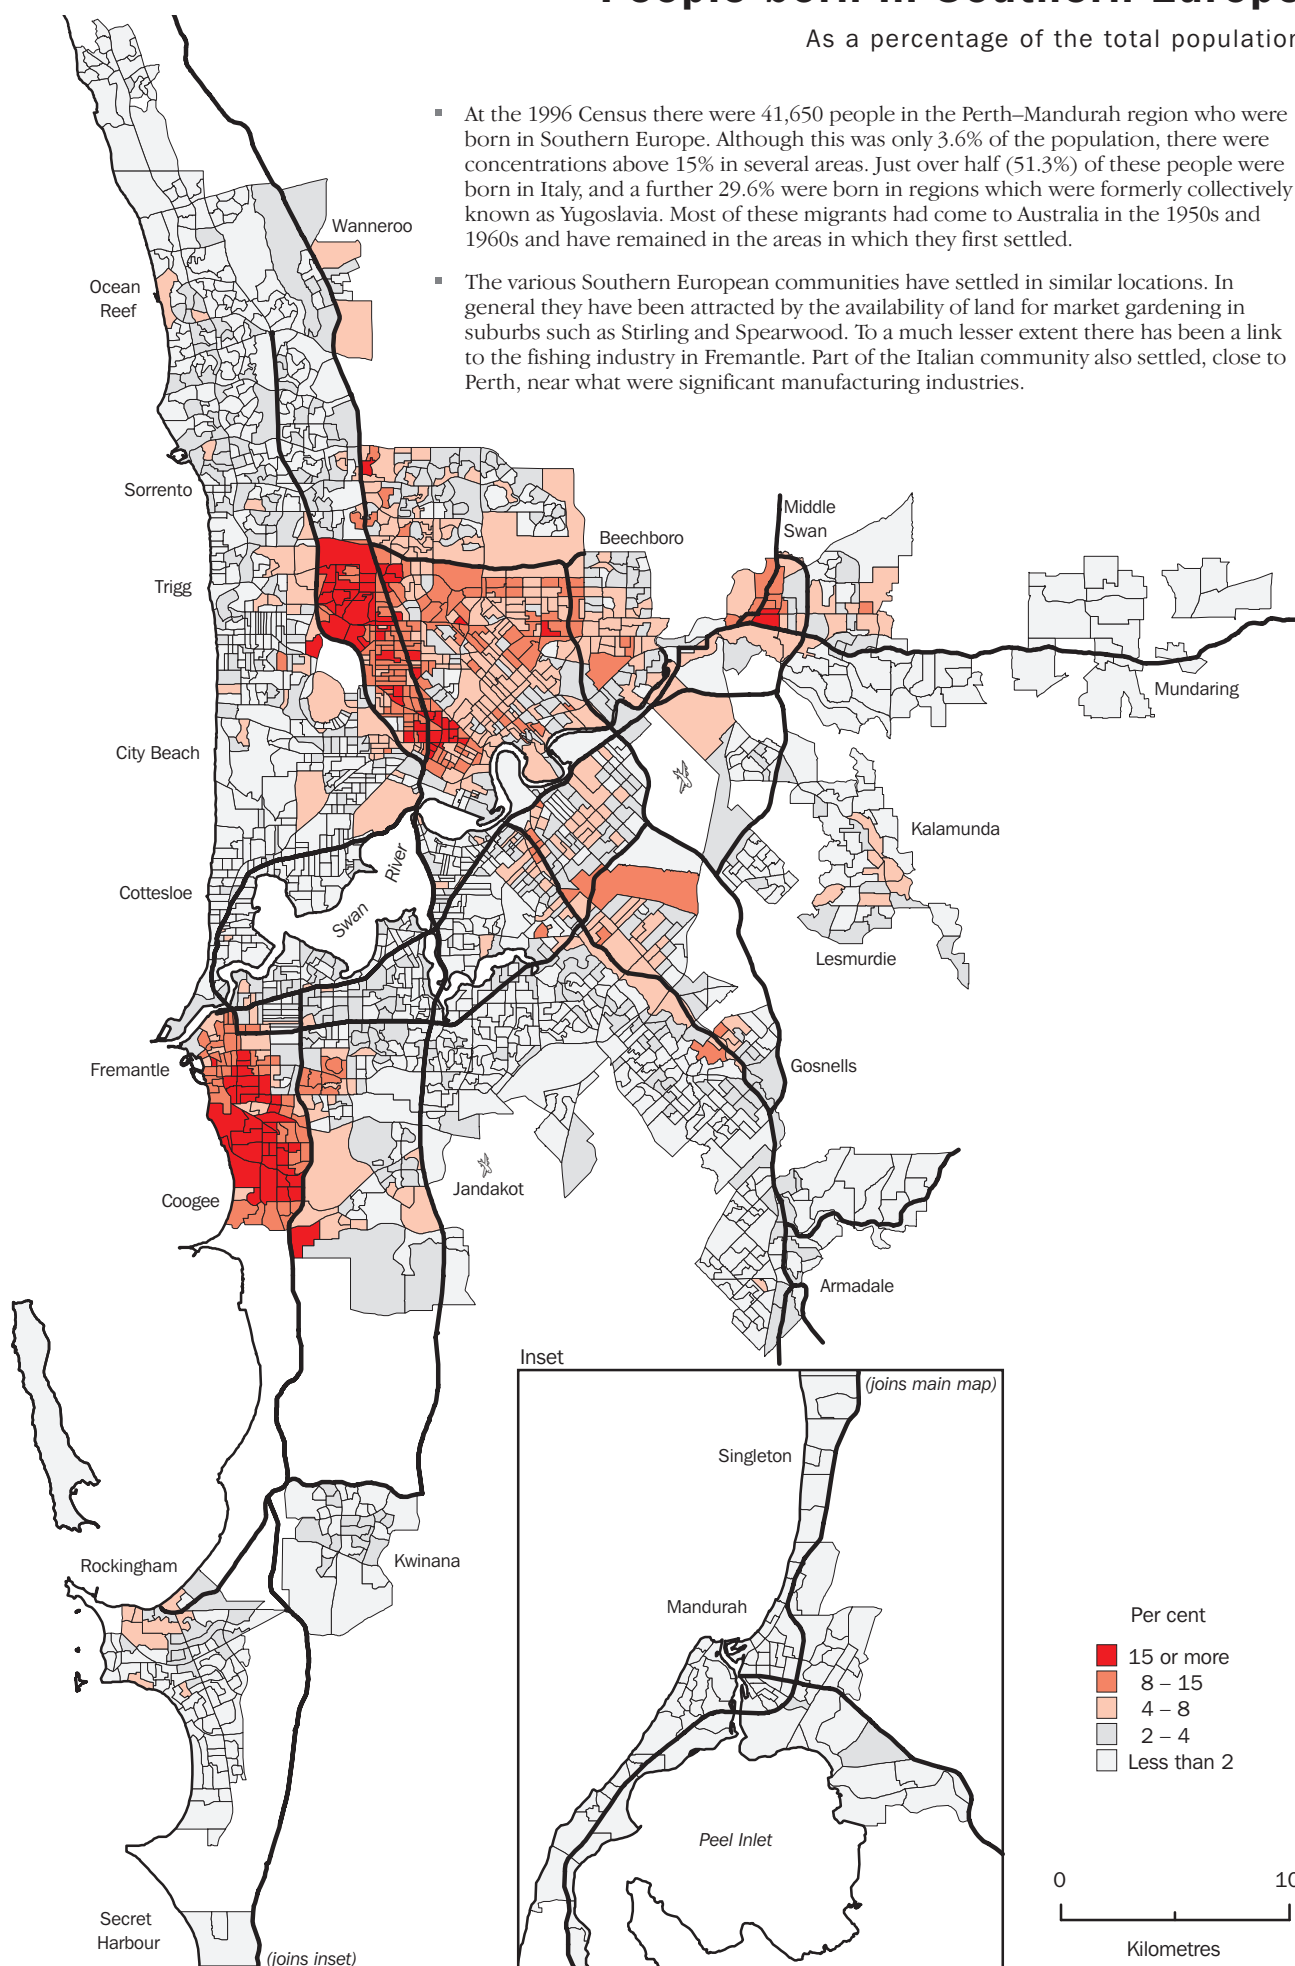 People born in Southern Europe
As a percentage of the total population
▪ At the 1996 Census there were 41,650 people in the Perth–Mandurah region who were
born in Southern Europe. Although this was only 3.6% of the population, there were
concentrations above 15% in several areas. Just over half (51.3%) of these people were
born in Italy, and a further 29.6% were born in regions which were formerly collectively
known as Yugoslavia. Most of these migrants had come to Australia in the 1950s and
1960s and have remained in the areas in which they first settled.
▪ The various Southern European communities have settled in similar locations. In
general they have been attracted by the availability of land for market gardening in
suburbs such as Stirling and Spearwood. To a much lesser extent there has been a link
to the fishing industry in Fremantle. Part of the Italian community also settled, close to
Perth, near what were significant manufacturing industries.
Wanneroo
Ocean
Reef
Sorrento
Middle
Swan
Beechboro
Trigg
Mundaring
City Beach
Kalamunda
River
Swan
Cottesloe
Lesmurdie
Gosnells
Fremantle
Jandakot
Coogee
Armadale
Inset
(joins main map)
Singleton
Rockingham
Kwinana
Mandurah
Peel Inlet
Secret
Harbour
(joins inset)
Per cent
15 or more
8 – 15
4 – 8
2 – 4
Less than 2
0
10
Kilometres